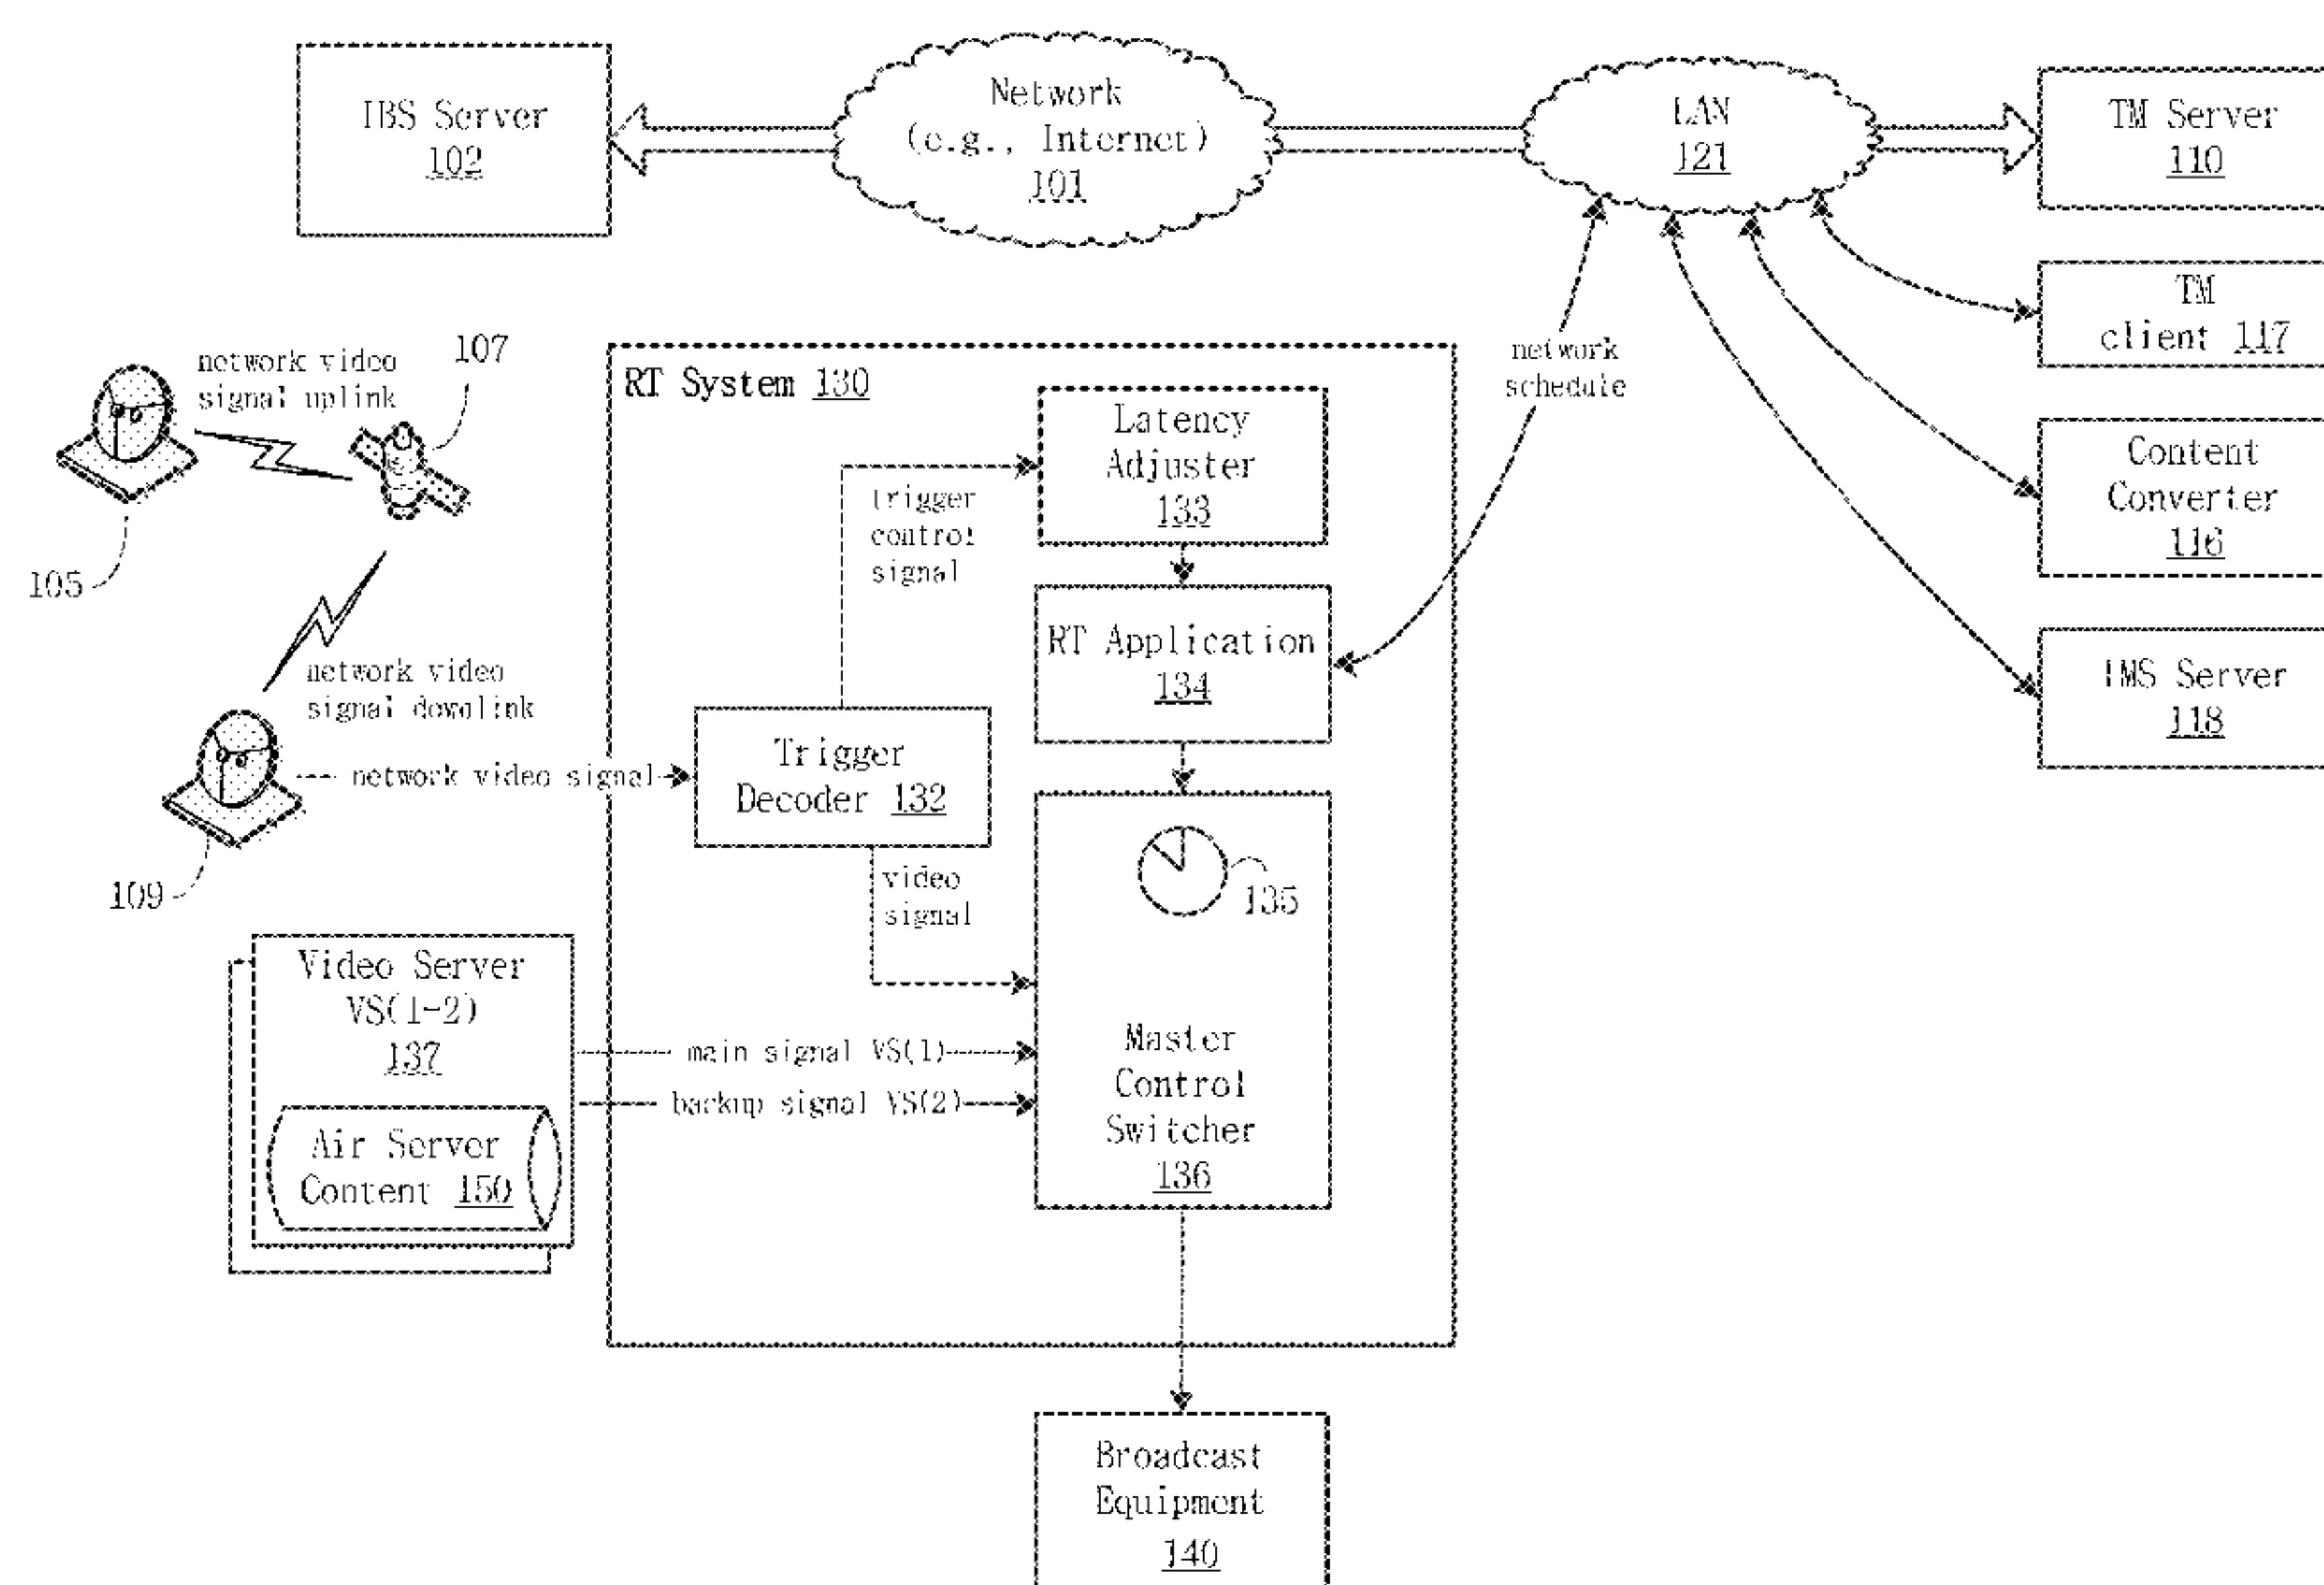 IBS Server
102
Network
(e.g., Internet)
101
LAN
121
TM Server
110
TM
client 117
Content
Converter
116
IMS Server
118
network
schedule
network video
signal uplink
107
105
network video
signal downlink
109
network video signal
RT System 130
Latency
Adjuster
133
trigger
control
signal
RT Application
134
Trigger
Decoder 132
video
signal
135
Master
Control
Switcher
136
Video Server
VS(1-2)
137
Air Server
Content 150
main signal VS(1)
backup signal VS(2)
Broadcast
Equipment
140